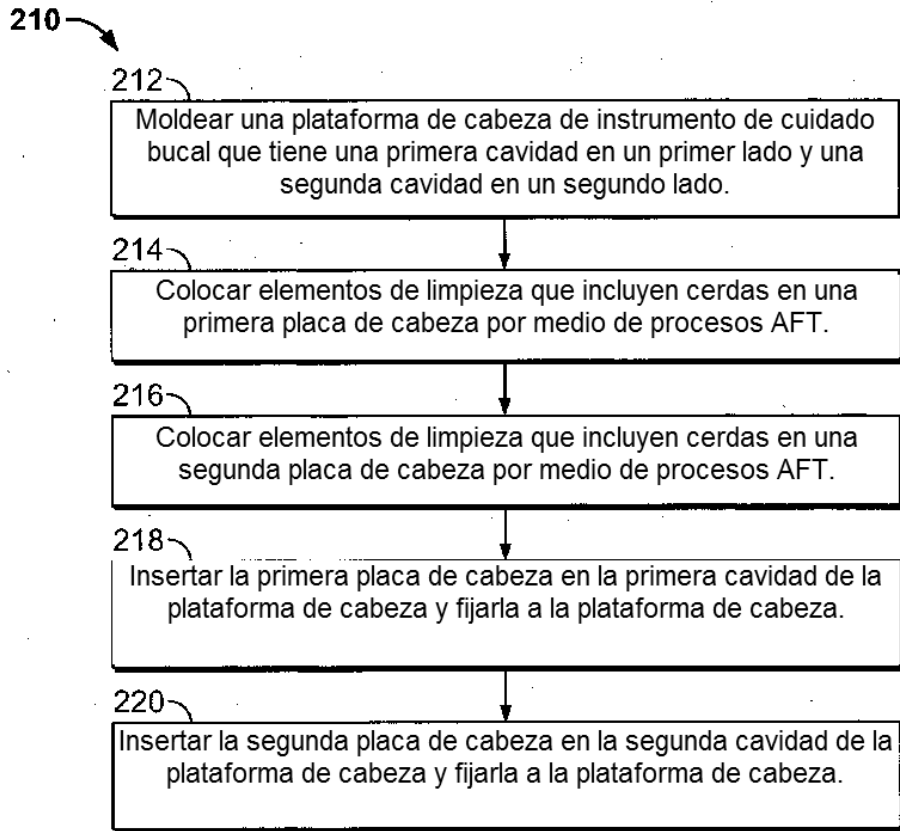 210
212
Moldear una plataforma de cabeza de instrumento de cuidado
bucal que tiene una primera cavidad en un primer lado y una
segunda cavidad en un segundo lado.
214
Colocar elementos de limpieza que incluyen cerdas en una
primera placa de cabeza por medio de procesos AFT.
216
Colocar elementos de limpieza que incluyen cerdas en una
segunda placa de cabeza por medio de procesos AFT.
218
Insertar la primera placa de cabeza en la primera cavidad de la
plataforma de cabeza y fijarla a la plataforma de cabeza.
220
Insertar la segunda placa de cabeza en la segunda cavidad de la
plataforma de cabeza y fijarla a la plataforma de cabeza.